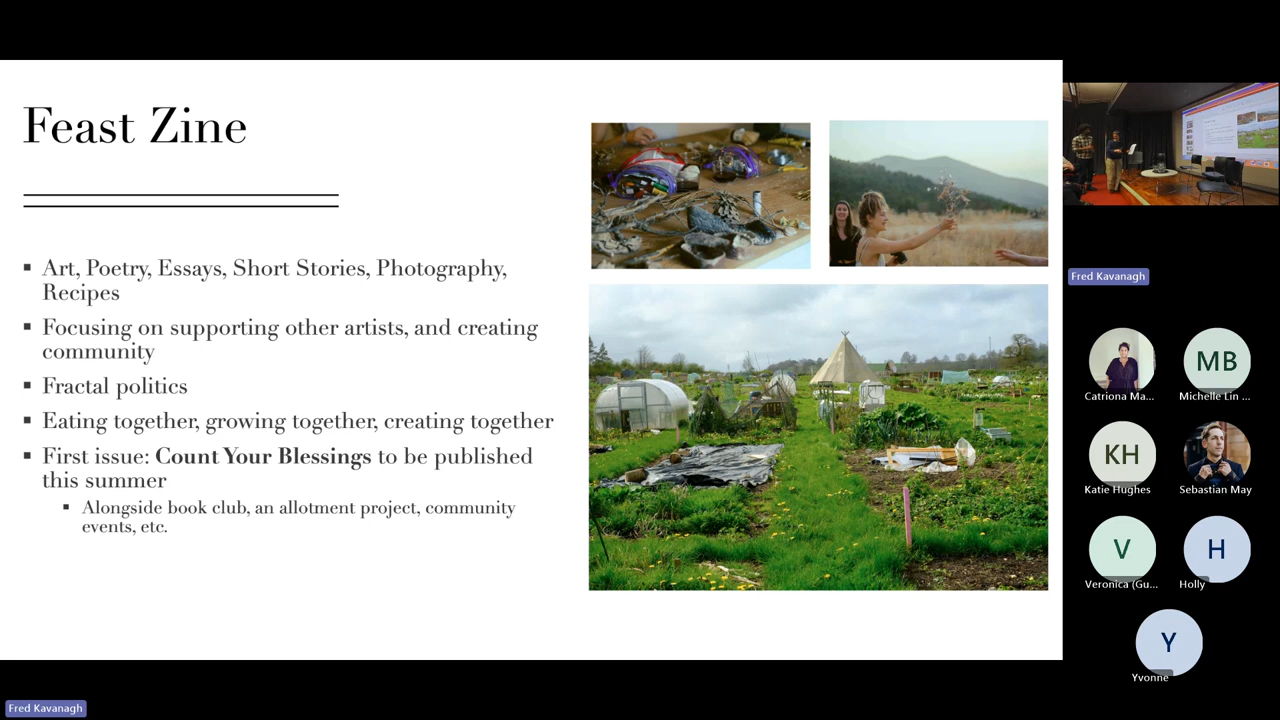 Feast Zine
▪ Art, Poetry, Essays, Short Stories, Photography,
Recipes
▪ Focusing on supporting other artists, and creating
community
▪ Fractal politics
▪ Eating together, growing together, creating together
▪ First issue: Count Your Blessings to be published
this summer
▪ Alongside book club, an allotment project, community
events, etc.
Fred Kavanagh
Catriona Ma...
MB
Michelle Lin ...
KH
Katie Hughes
Sebastian May
V
Veronica (Gu...
H
Holly
Y
Yvonne
Fred Kavanagh